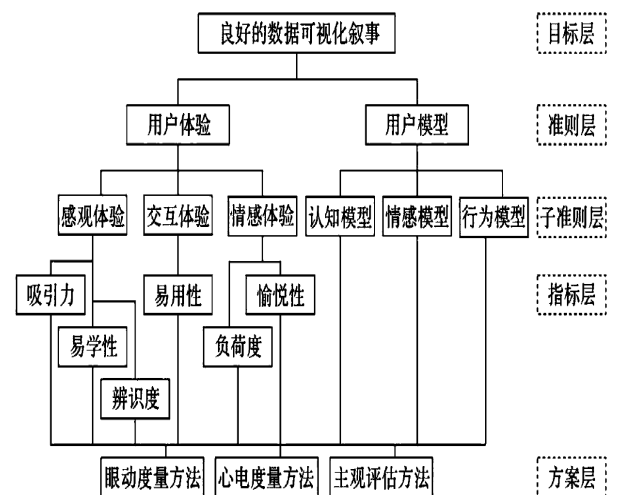 良好的数据可视化叙事
目标层
用户体验
用户模型
准则层
感观体验
交互体验
情感体验
认知模型
情感模型
行为模型
子准则层
吸引力
易用性
愉悦性
指标层
易学性
负荷度
辨识度
眼动度量方法
心电度量方法
主观评估方法
方案层